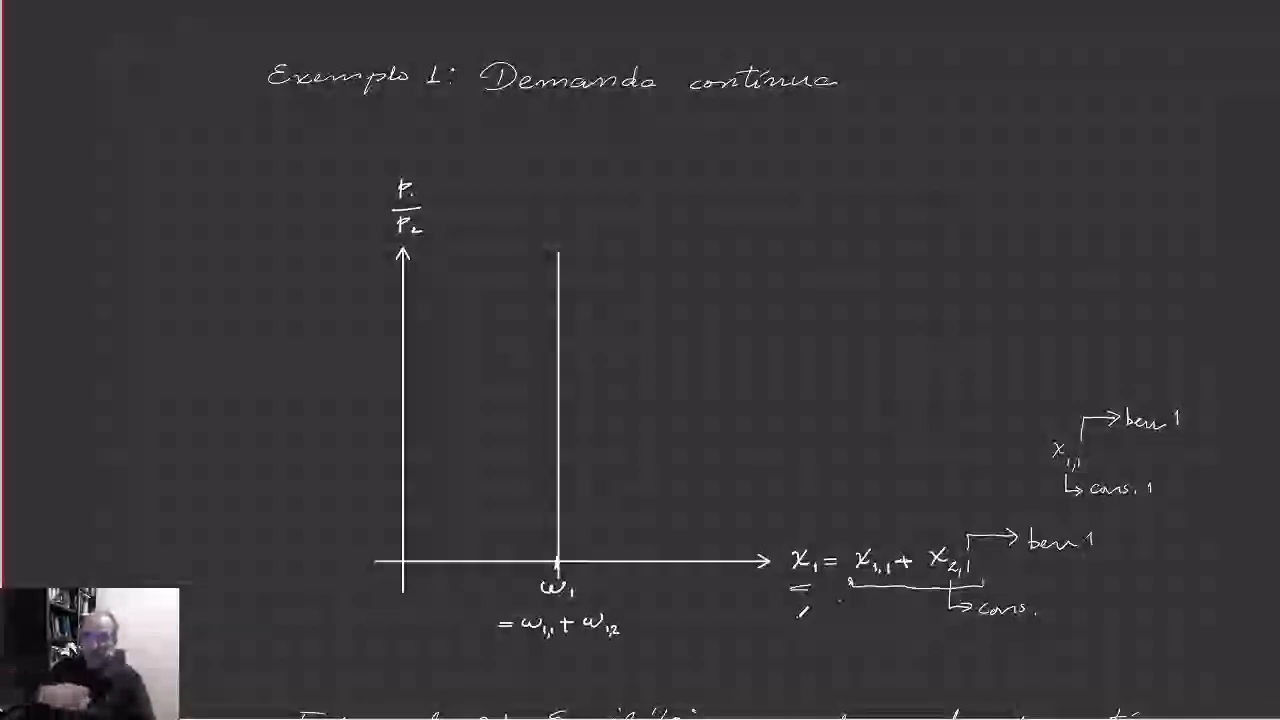 Exemplo 1: Demanda contínua
p₁
p₂
bem 1
x₁,₁
cons. 1
bem 1
x₁ = x₁,₁ + x₂,₁
cons.
ω₁
= ω₁,₁ + ω₁,₂